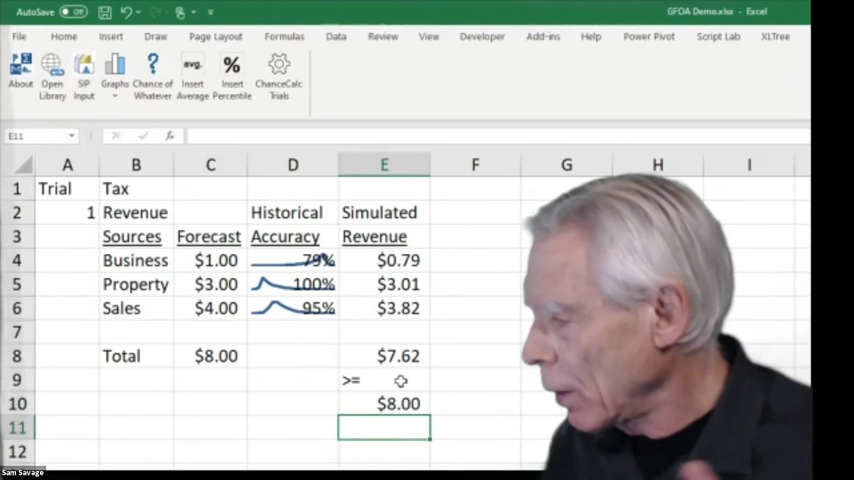 AutoSave Off GFOA Demo.xlsx - Excel
File Home Insert Draw Page Layout Formulas Data Review View Developer Add-ins Help Power Pivot Script Lab XLTree
About Open Library SIP Input Graphs Chance of Whatever avg. Insert Average % Insert Percentile ChanceCalc Trials
E11 fx
A B C D E F G H I
1 Trial Tax
2 1 Revenue Historical Simulated
3 Sources Forecast Accuracy Revenue
4 Business $1.00 79% $0.79
5 Property $3.00 100% $3.01
6 Sales $4.00 95% $3.82
7
8 Total $8.00 $7.62
9 >=
10 $8.00
11
12
Sam Savage